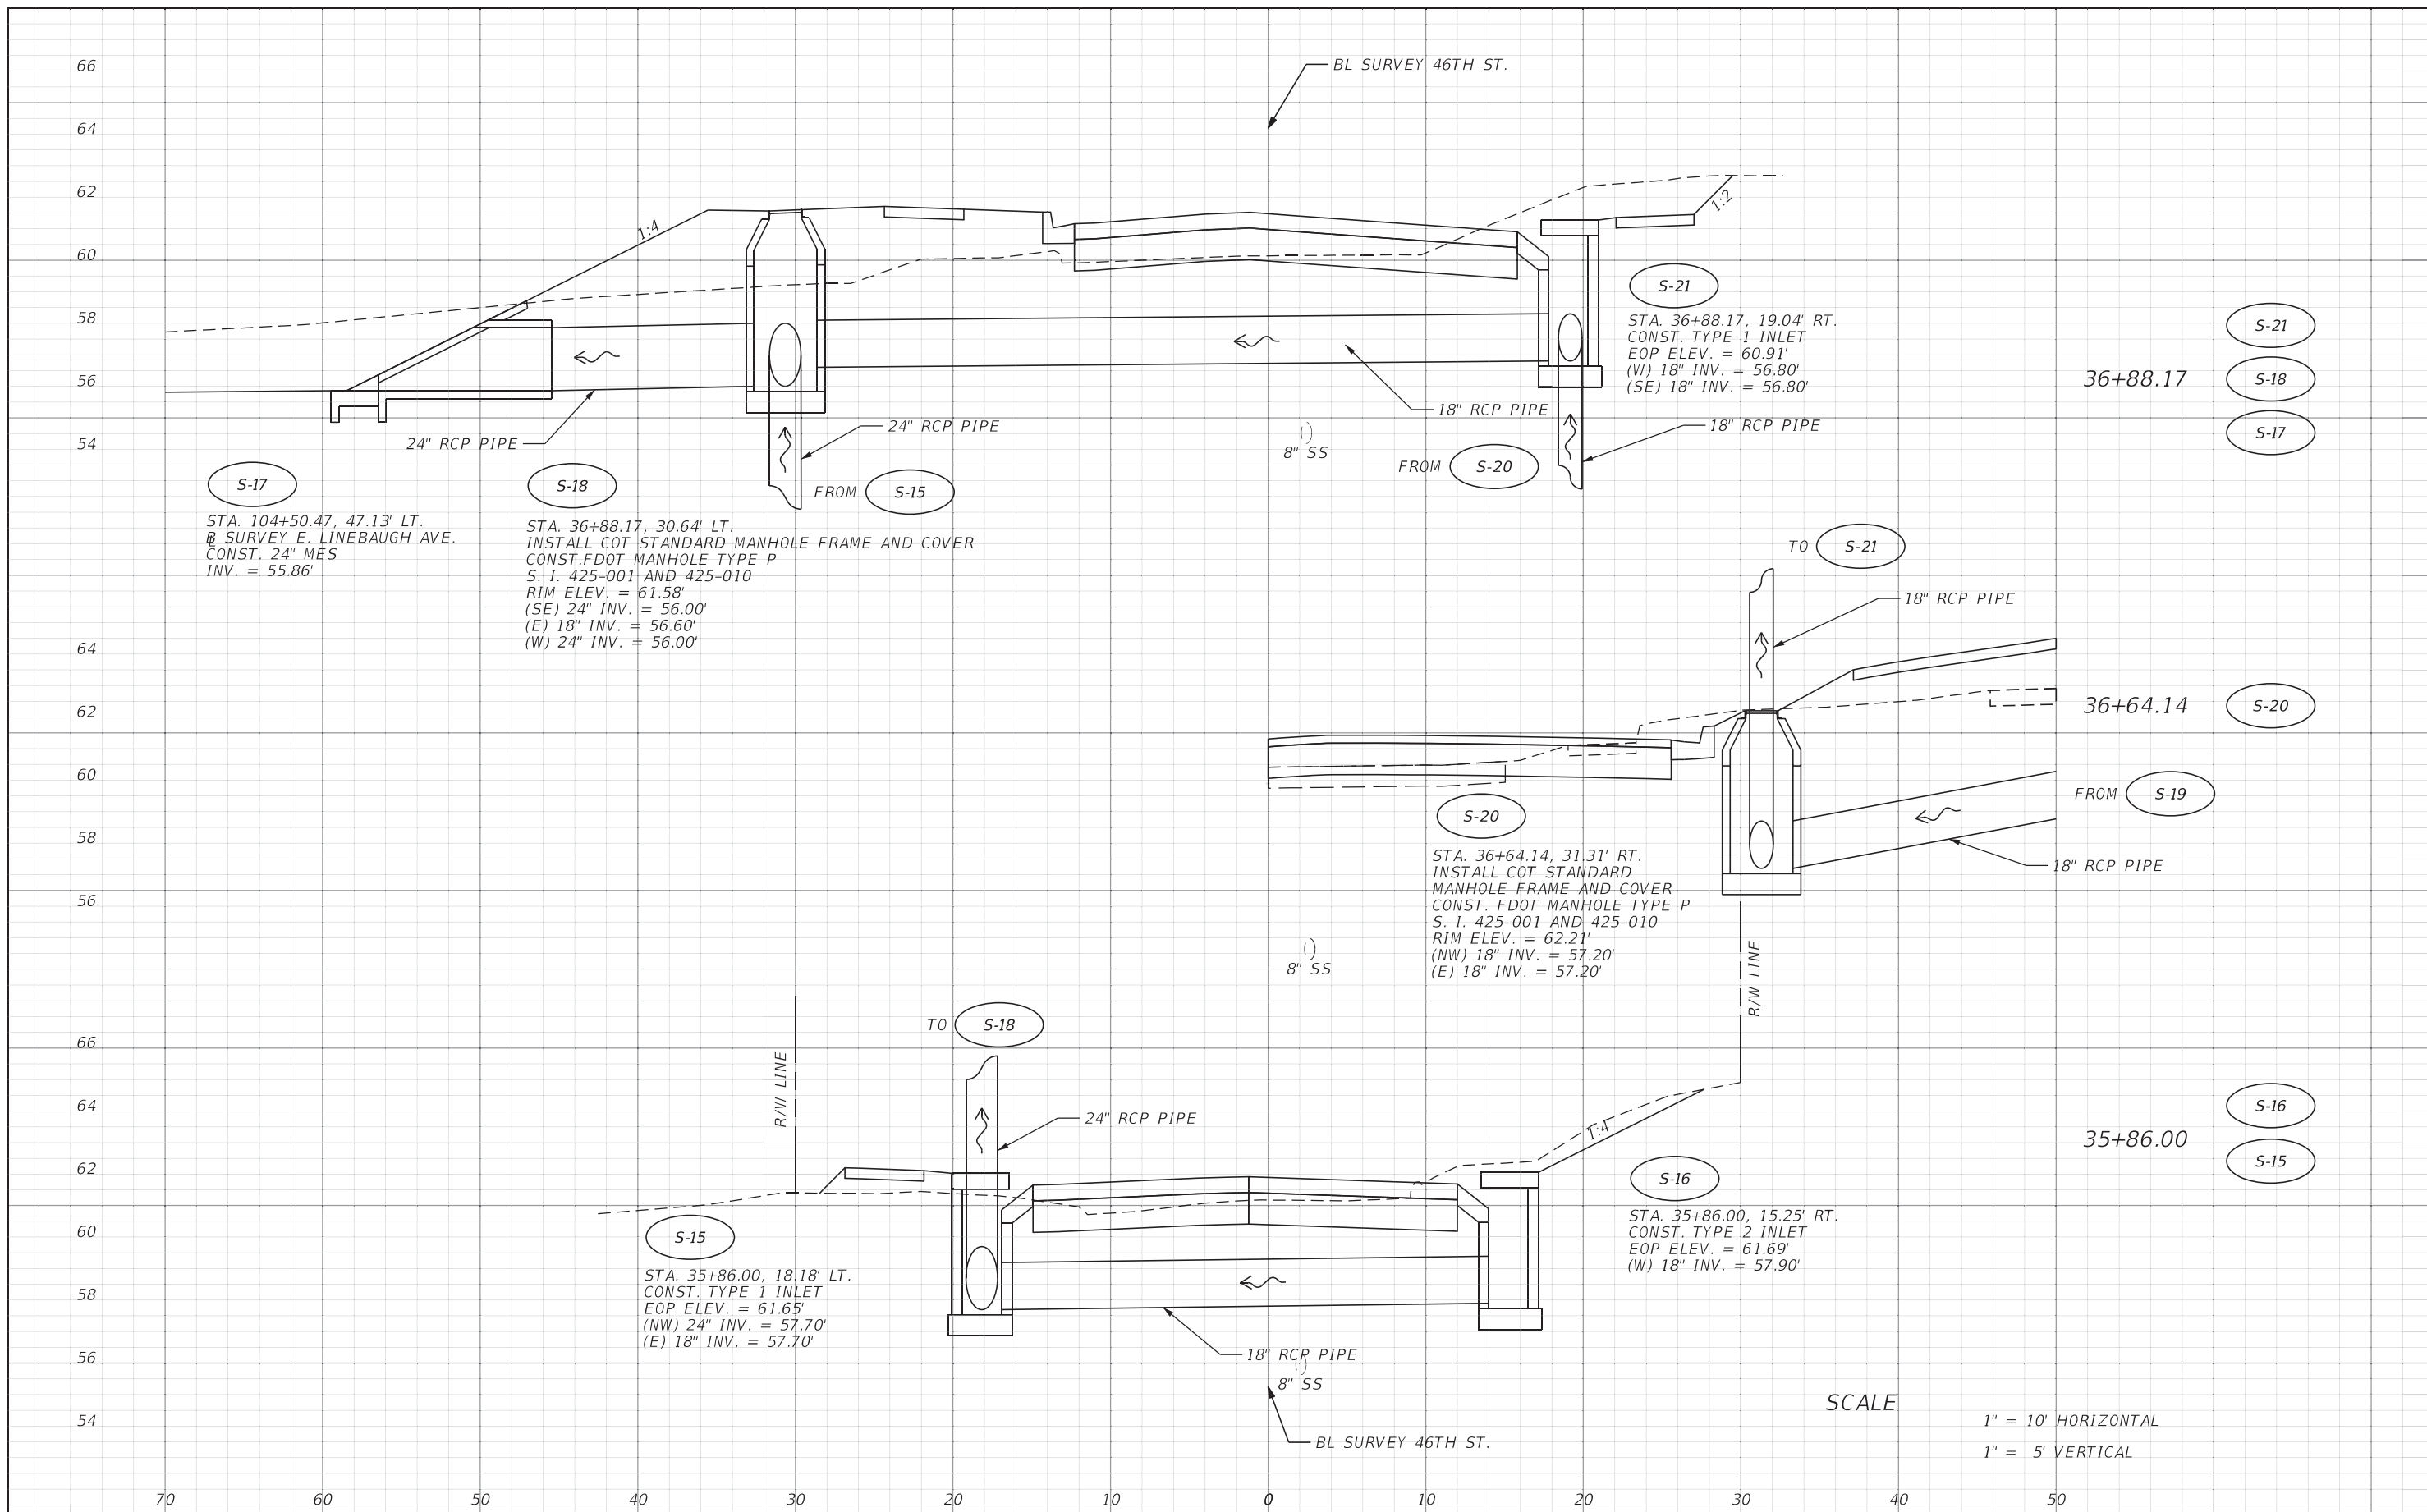 66
64
62
60
58
56
54
BL SURVEY 46TH ST.
1:4
1:2
S-21
STA. 36+88.17, 19.04' RT.
CONST. TYPE 1 INLET
EOP ELEV. = 60.91'
(W) 18" INV. = 56.80'
(SE) 18" INV. = 56.80'
S-21
36+88.17
S-18
S-17
24" RCP PIPE
24" RCP PIPE
18" RCP PIPE
18" RCP PIPE
8" SS
FROM S-20
FROM S-15
S-17
STA. 104+50.47, 47.13' LT.
BL SURVEY E. LINEBAUGH AVE.
CONST. 24" MES
INV. = 55.86'
S-18
STA. 36+88.17, 30.64' LT.
INSTALL COT STANDARD MANHOLE FRAME AND COVER
CONST.FDOT MANHOLE TYPE P
S. I. 425-001 AND 425-010
RIM ELEV. = 61.58'
(SE) 24" INV. = 56.00'
(E) 18" INV. = 56.60'
(W) 24" INV. = 56.00'
TO S-21
18" RCP PIPE
64
62
60
58
56
36+64.14
S-20
FROM S-19
18" RCP PIPE
S-20
STA. 36+64.14, 31.31' RT.
INSTALL COT STANDARD
MANHOLE FRAME AND COVER
CONST. FDOT MANHOLE TYPE P
S. I. 425-001 AND 425-010
RIM ELEV. = 62.21'
(NW) 18" INV. = 57.20'
(E) 18" INV. = 57.20'
8" SS
R/W LINE
TO S-18
66
64
62
60
58
56
54
R/W LINE
24" RCP PIPE
1:4
S-16
35+86.00
S-15
S-16
STA. 35+86.00, 15.25' RT.
CONST. TYPE 2 INLET
EOP ELEV. = 61.69'
(W) 18" INV. = 57.90'
S-15
STA. 35+86.00, 18.18' LT.
CONST. TYPE 1 INLET
EOP ELEV. = 61.65'
(NW) 24" INV. = 57.70'
(E) 18" INV. = 57.70'
18" RCP PIPE
8" SS
BL SURVEY 46TH ST.
SCALE
1" = 10' HORIZONTAL
1" = 5' VERTICAL
70 60 50 40 30 20 10 0 10 20 30 40 50